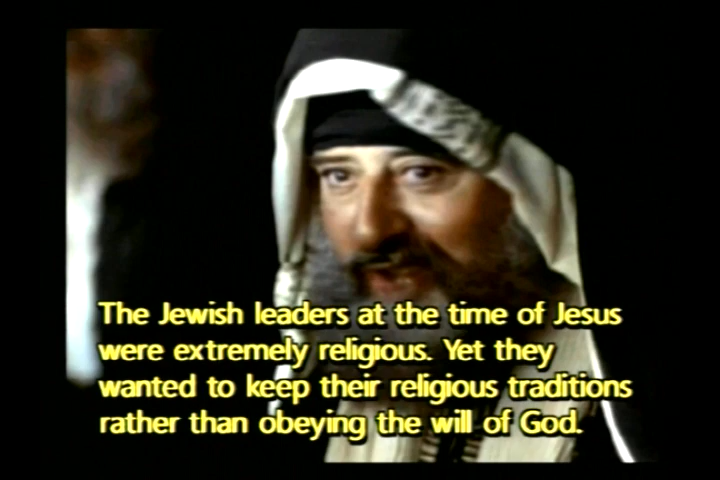 The Jewish leaders at the time of Jesus
were extremely religious. Yet they
wanted to keep their religious traditions
rather than obeying the will of God.